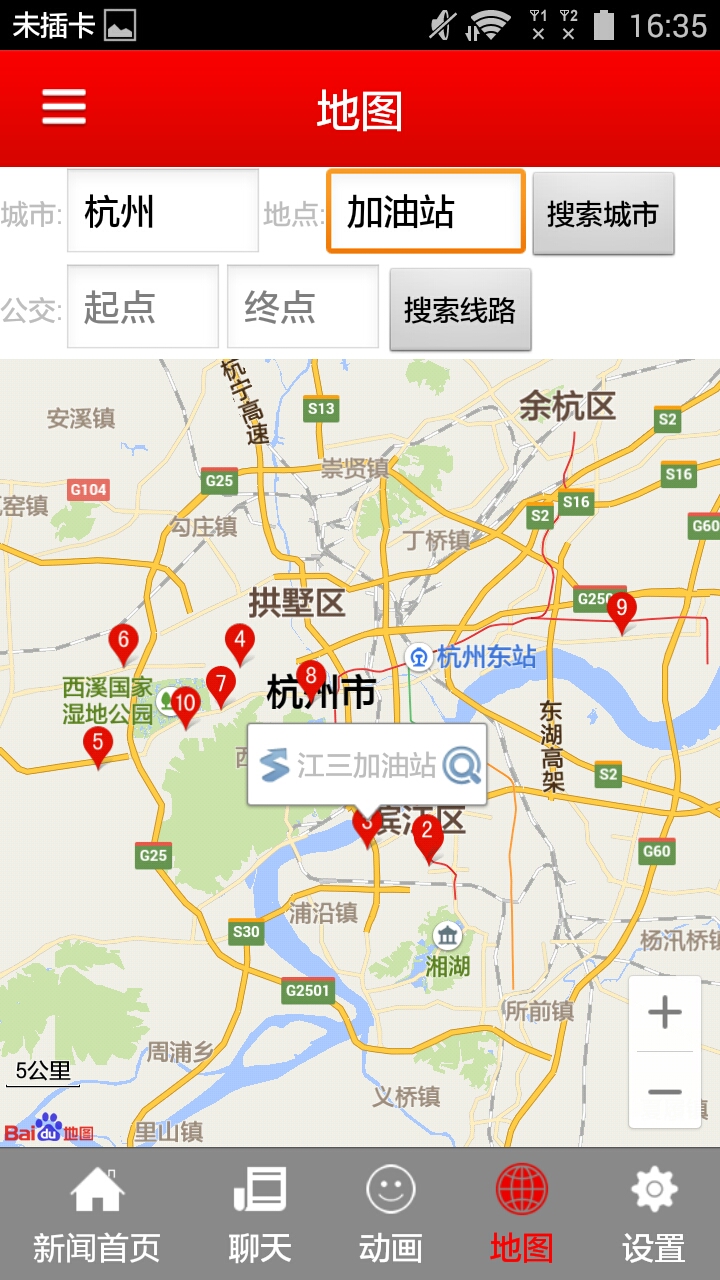 未插卡 1 2 16:35
地图
城市: 杭州 地点: 加油站 搜索城市
公交: 起点 终点 搜索线路
杭宁高速
S13
余杭区
安溪镇
S2
崇贤镇
S16
G25
G104
S16
窑镇
S2
勾庄镇
G60
丁桥镇
拱墅区
G250
9
6
4
杭州东站
8
西溪国家
湿地公园
7
杭州市
10
东湖高架
5
西
江三加油站
S2
3
滨江区
2
G25
G60
浦沿镇
S30
杨汛桥镇
湘湖
G2501
所前镇
周浦乡
5公里
义桥镇
镇
Bai du 地图
里山镇
新闻首页 聊天 动画 地图 设置